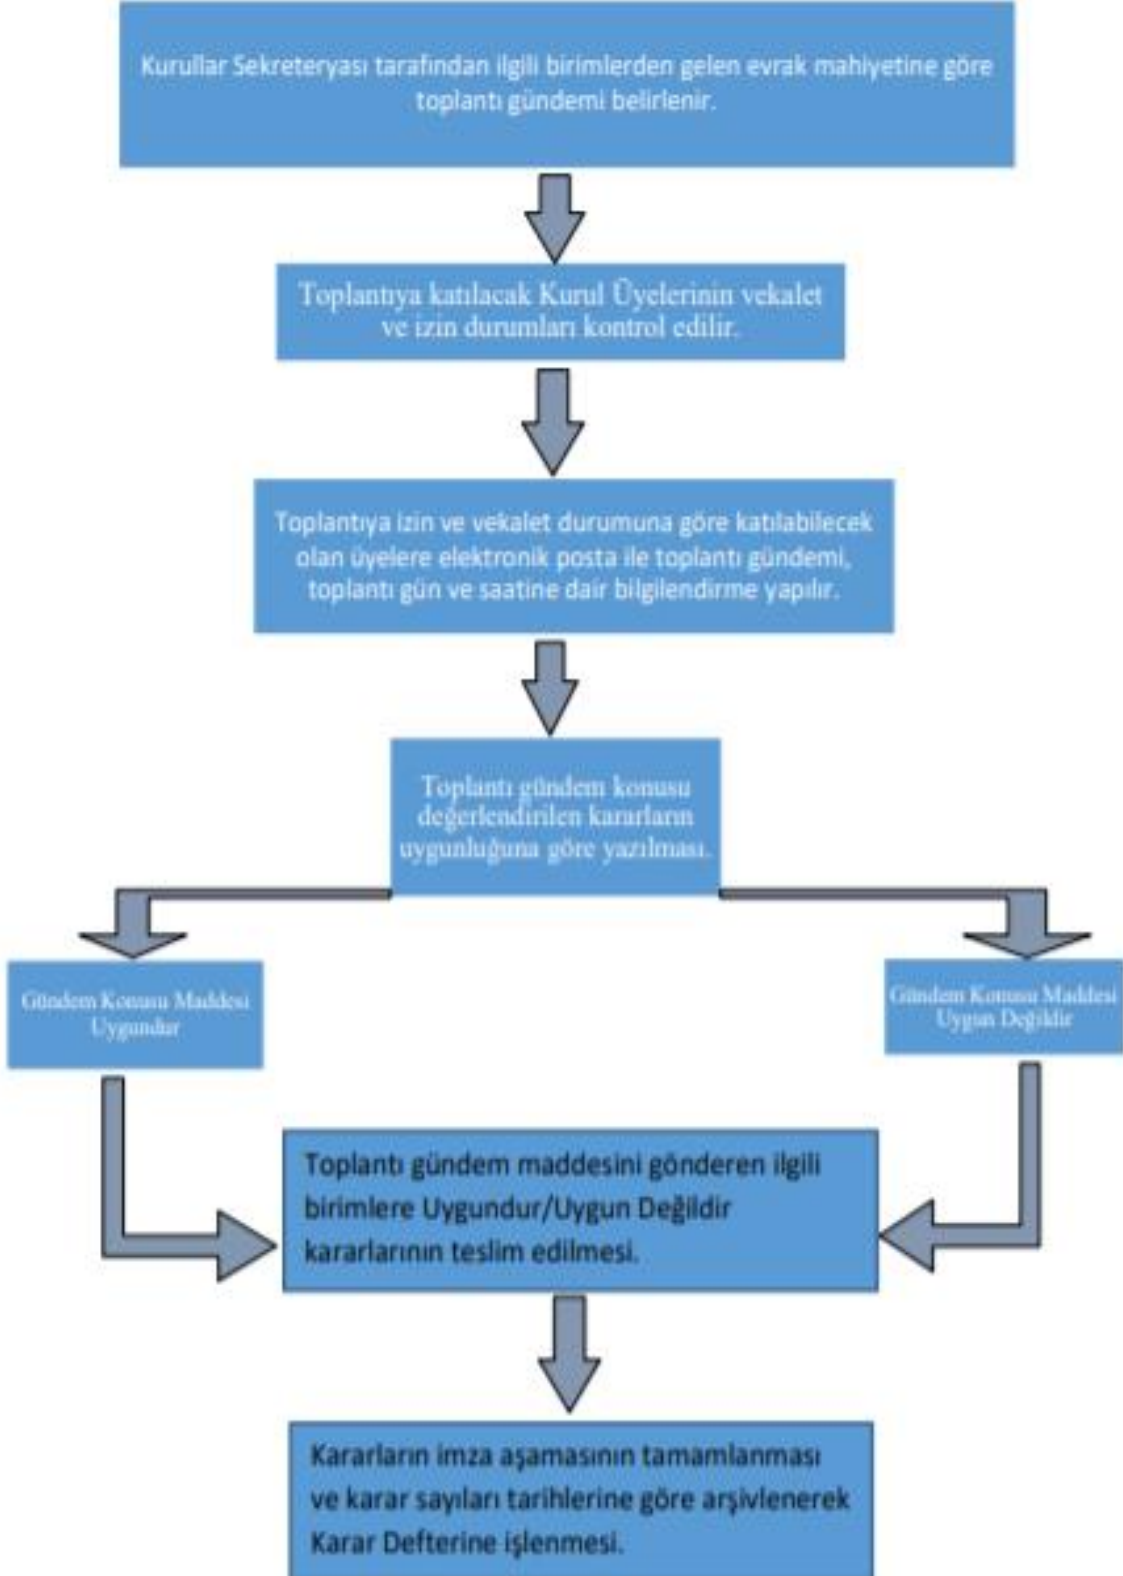 Kurullar Sekreteryası tarafından ilgili birimlerden gelen evrak mahiyetine göre
toplantı gündemi belirlenir.
Toplantıya katılacak Kurul Üyelerinin vekalet
ve izin durumları kontrol edilir.
Toplantıya izin ve vekalet durumuna göre katılabilecek
olan üyelere elektronik posta ile toplantı gündemi,
toplantı gün ve saatine dair bilgilendirme yapılır.
Toplantı gündem konusu
değerlendirilen kararların
uygunluğuna göre yazılması.
Gündem Konusu Maddesi
Uygundur
Gündem Konusu Maddesi
Uygun Değildir
Toplantı gündem maddesini gönderen ilgili
birimlere Uygundur/Uygun Değildir
kararlarının teslim edilmesi.
Kararların imza aşamasının tamamlanması
ve karar sayıları tarihlerine göre arşivlenerek
Karar Defterine işlenmesi.